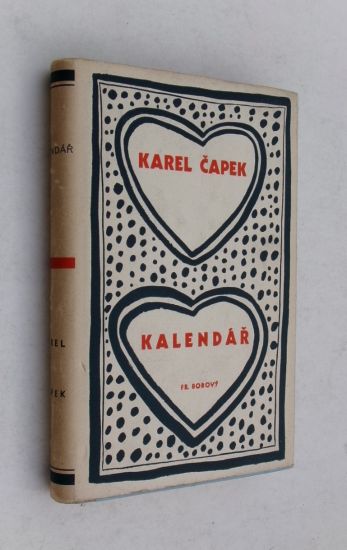 KAREL ČAPEK
KALENDÁŘ
FR. BOROVÝ